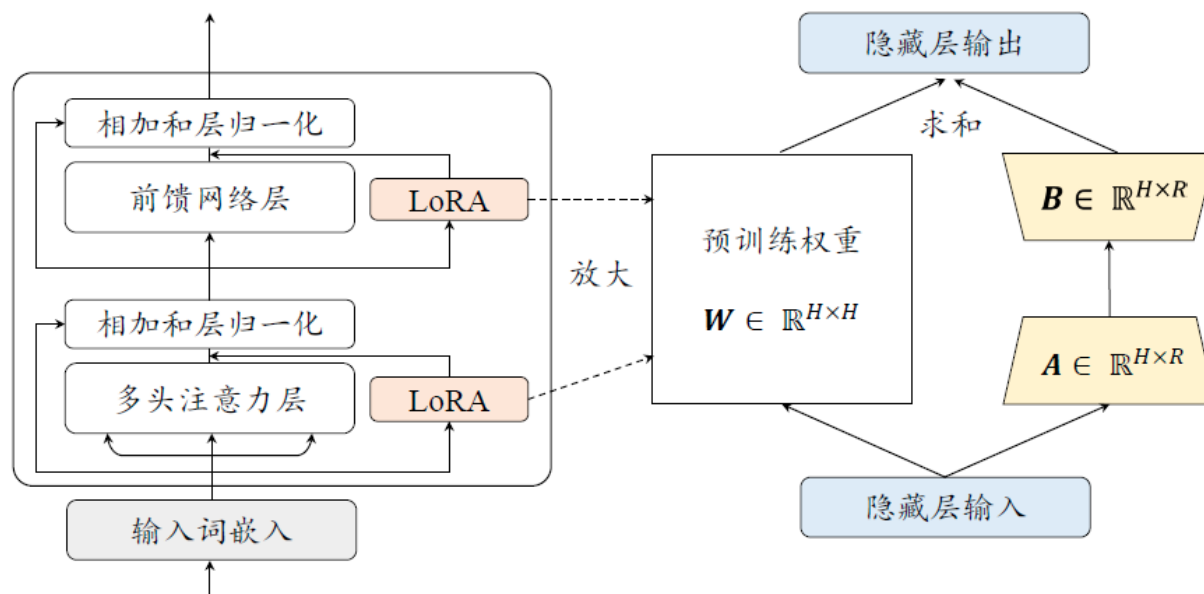 相加和层归一化
前馈网络层
LoRA
相加和层归一化
多头注意力层
LoRA
输入词嵌入
放大
隐藏层输出
求和
预训练权重
W ∈ ℝ^{H×H}
B ∈ ℝ^{H×R}
A ∈ ℝ^{H×R}
隐藏层输入